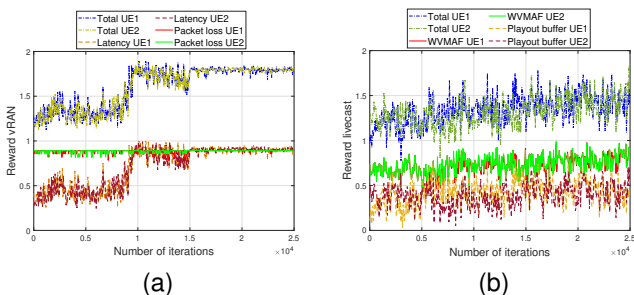 Total UE1
Total UE2
Latency UE1
Latency UE2
Packet loss UE1
Packet loss UE2
Reward vRAN
2
1.5
1
0.5
0
0 0.5 1 1.5 2 2.5
Number of iterations
×10⁴
(a)
Total UE1
Total UE2
WVMAF UE1
WVMAF UE2
Playout buffer UE1
Playout buffer UE2
Reward livecast
2
1.5
1
0.5
0
0 0.5 1 1.5 2 2.5
Number of iterations
×10⁴
(b)